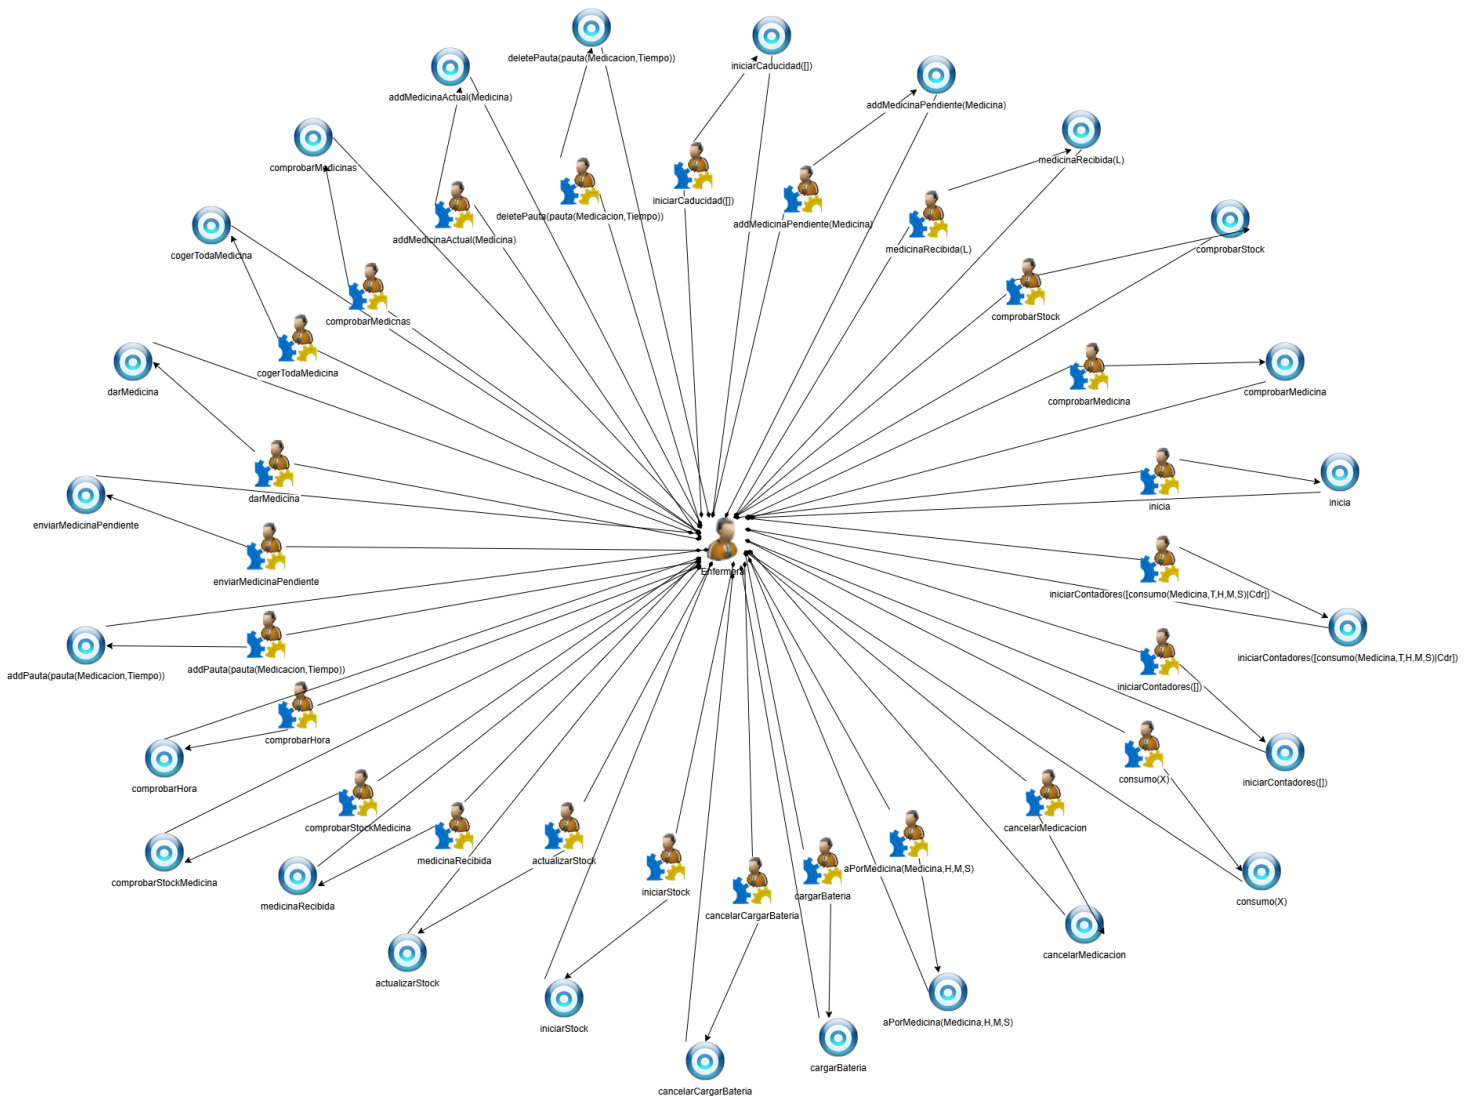 deletePauta(pauta(Medicacion,Tiempo))
iniciarCaducidad([])
addMedicinaActual(Medicina)
addMedicinaPendiente(Medicina)
comprobarMedicinas
medicinaRecibida(L)
deletePauta(pauta(Medicacion,Tiempo))
iniciarCaducidad([])
addMedicinaPendiente(Medicina)
addMedicinaActual(Medicina)
medicinaRecibida(L)
comprobarStock
cogerTodaMedicina
comprobarMedicinas
comprobarStock
cogerTodaMedicina
darMedicina
comprobarMedicina
comprobarMedicina
darMedicina
inicia
inicia
enviarMedicinaPendiente
enviarMedicinaPendiente
Enfermera
iniciarContadores([consumo(Medicina,T,H,M,S)|Cdr])
iniciarContadores([consumo(Medicina,T,H,M,S)|Cdr])
addPauta(pauta(Medicacion,Tiempo))
addPauta(pauta(Medicacion,Tiempo))
iniciarContadores([])
comprobarHora
consumo(X)
iniciarContadores([])
comprobarHora
comprobarStockMedicina
cancelarMedicacion
medicinaRecibida
actualizarStock
aPorMedicina(Medicina,H,M,S)
comprobarStockMedicina
iniciarStock
cargarBateria
consumo(X)
medicinaRecibida
cancelarCargarBateria
cancelarMedicacion
actualizarStock
aPorMedicina(Medicina,H,M,S)
iniciarStock
cargarBateria
cancelarCargarBateria